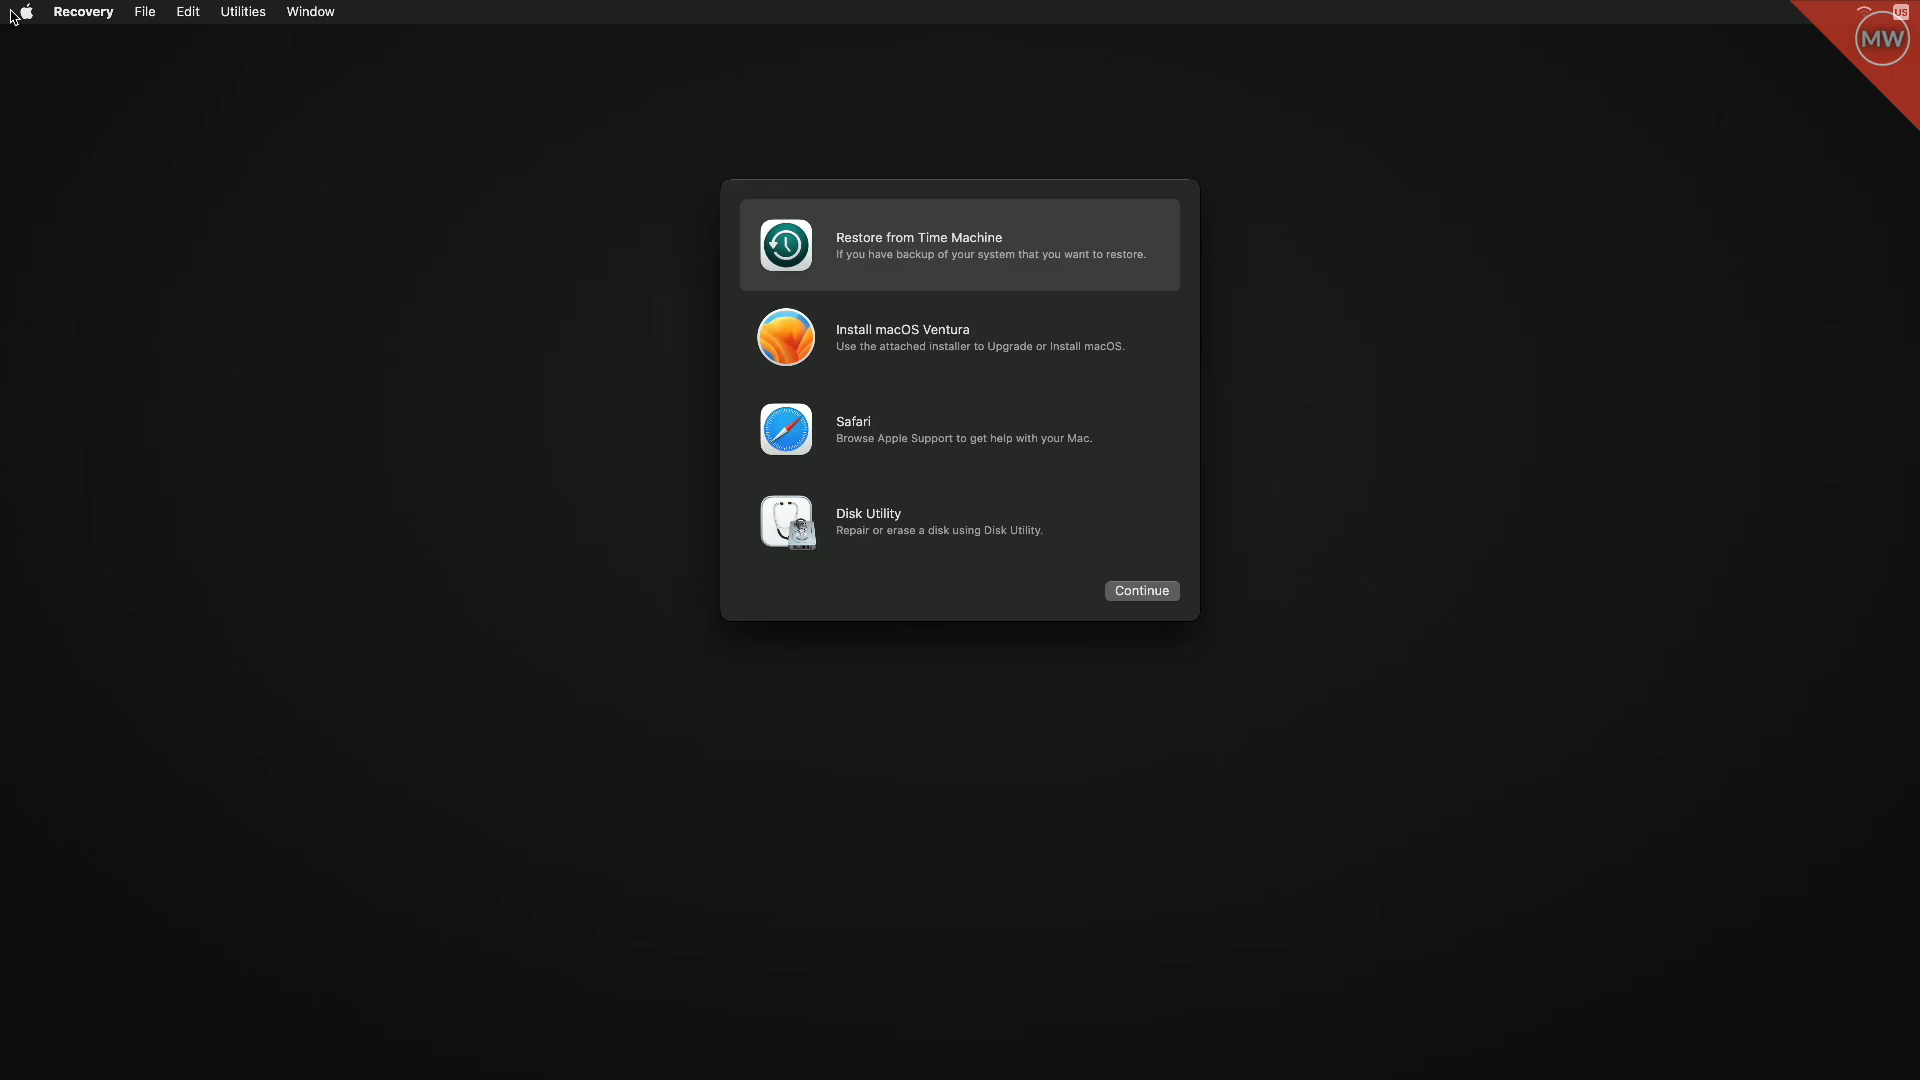 Recovery File Edit Utilities Window
US
MW
Restore from Time Machine
If you have backup of your system that you want to restore.
Install macOS Ventura
Use the attached installer to Upgrade or Install macOS.
Safari
Browse Apple Support to get help with your Mac.
Disk Utility
Repair or erase a disk using Disk Utility.
Continue